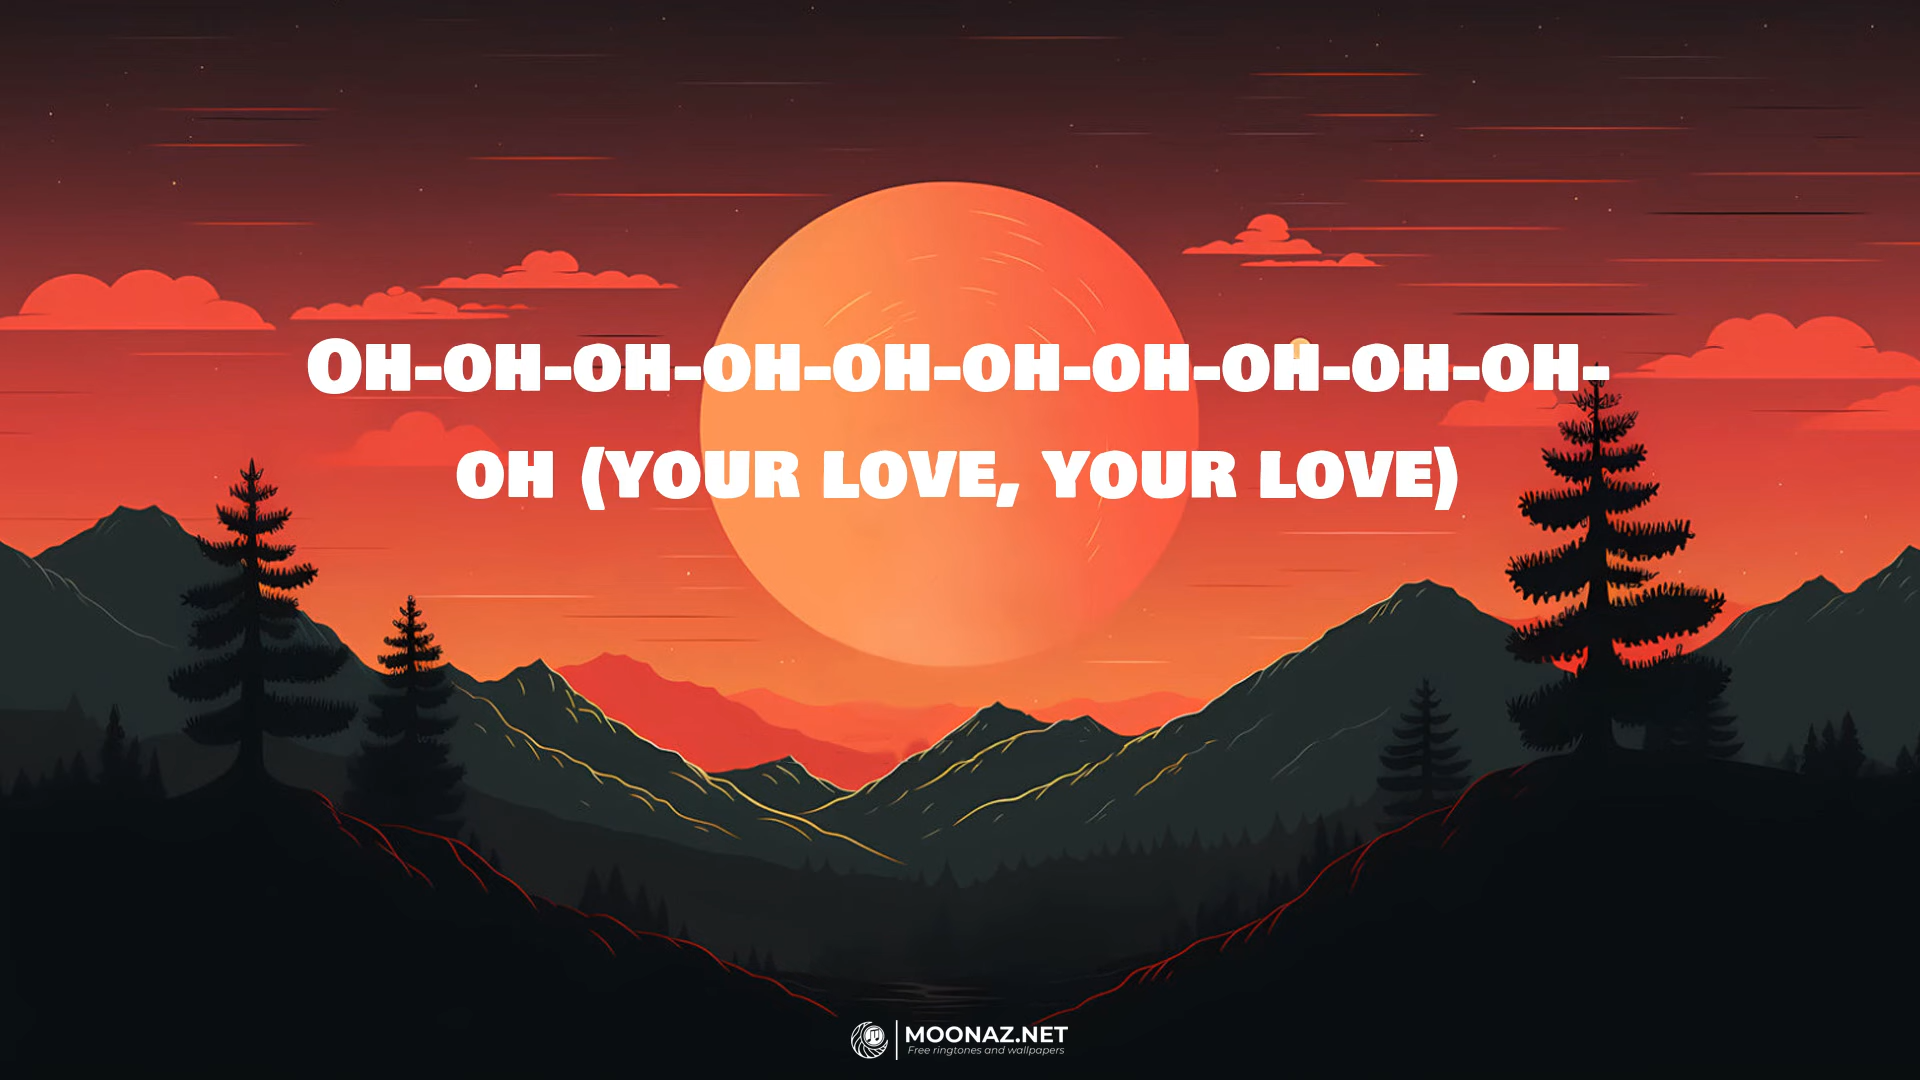 Oh-oh-oh-oh-oh-oh-oh-oh-oh-oh-
oh (your love, your love)
MOONAZ.NET
Free ringtones and wallpapers